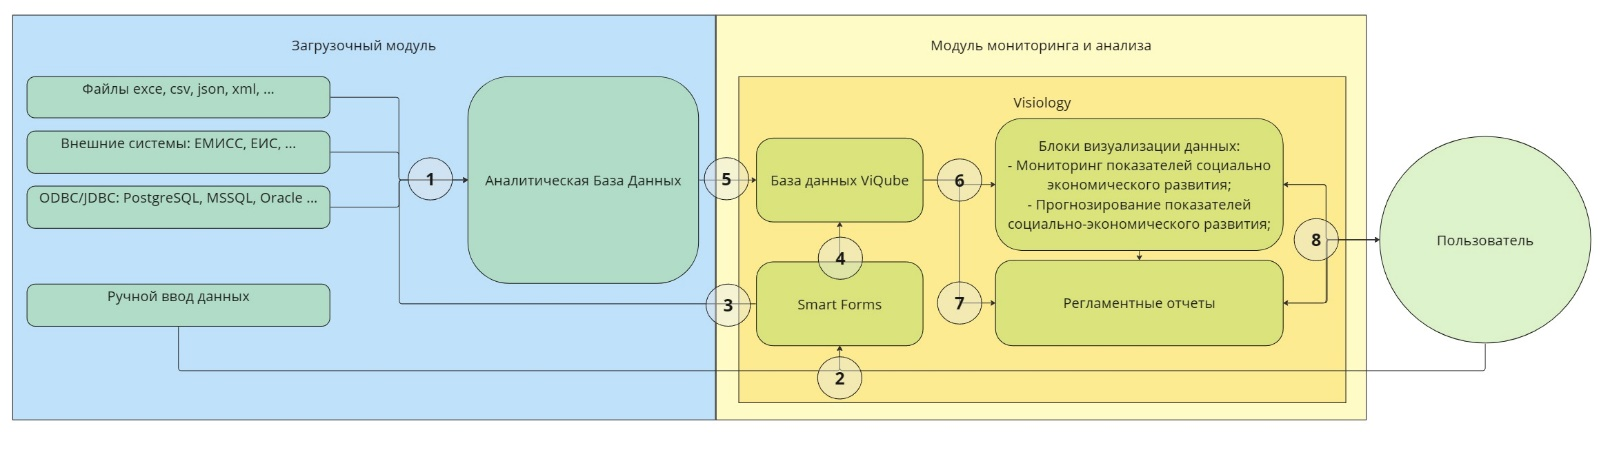 Загрузочный модуль
Файлы exce, csv, json, xml, ...
Внешние системы: ЕМИСС, ЕИС, ...
ODBC/JDBC: PostgreSQL, MSSQL, Oracle ...
Ручной ввод данных
1
Аналитическая База Данных
Модуль мониторинга и анализа
Visiology
5
База данных ViQube
6
Блоки визуализации данных:
- Мониторинг показателей социально
экономического развития;
- Прогнозирование показателей
социально-экономического развития;
4
3
Smart Forms
7
Регламентные отчеты
2
8
Пользователь